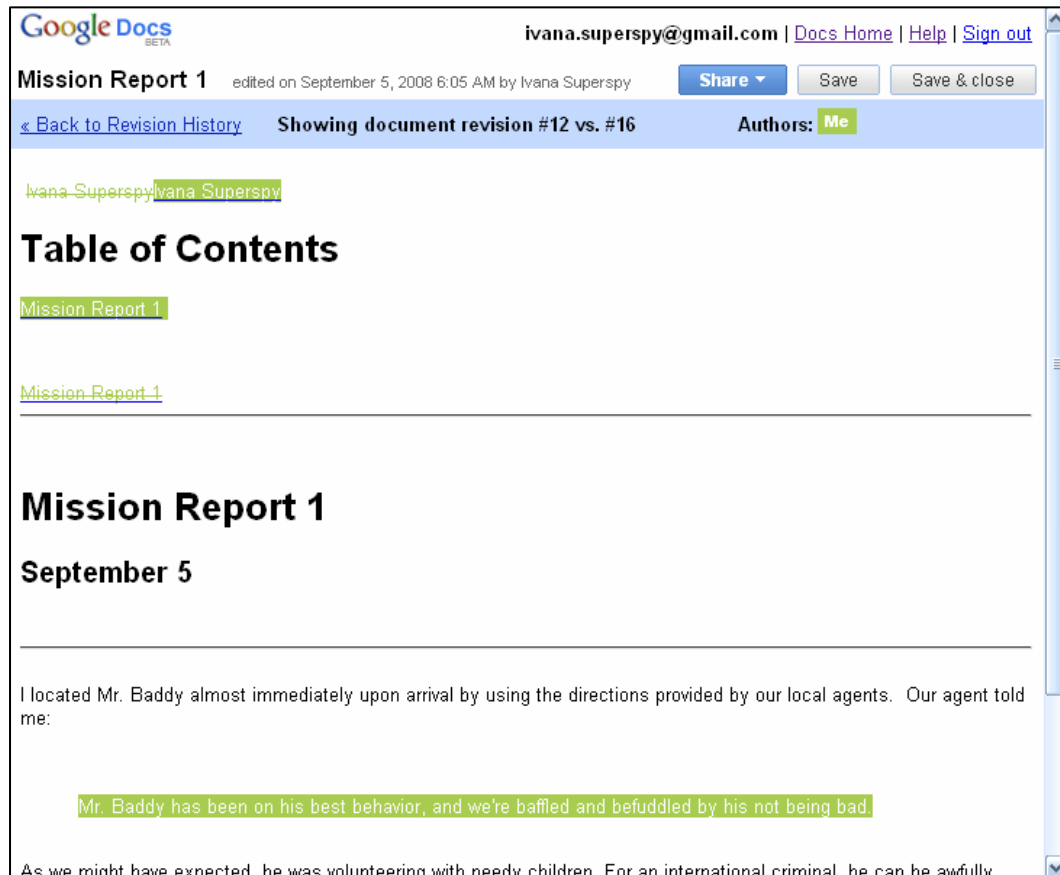 Google Docs
BETA
ivana.superspy@gmail.com | Docs Home | Help | Sign out
Mission Report 1 edited on September 5, 2008 6:05 AM by Ivana Superspy Share Save Save & close
« Back to Revision History Showing document revision #12 vs. #16 Authors: Me
Ivana SuperspyIvana Superspy
Table of Contents
Mission Report 1
Mission Report 1
Mission Report 1
September 5
I located Mr. Baddy almost immediately upon arrival by using the directions provided by our local agents. Our agent told
me:
Mr. Baddy has been on his best behavior, and we're baffled and befuddled by his not being bad.
As we might have expected, he was volunteering with needy children. For an international criminal, he can be awfully